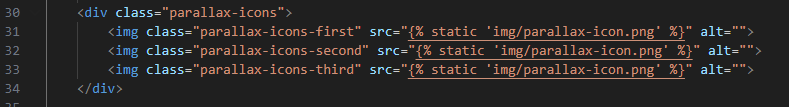 30 <div class="parallax-icons">
31 <img class="parallax-icons-first" src="{% static 'img/parallax-icon.png' %}" alt="">
32 <img class="parallax-icons-second" src="{% static 'img/parallax-icon.png' %}" alt="">
33 <img class="parallax-icons-third" src="{% static 'img/parallax-icon.png' %}" alt="">
34 </div>